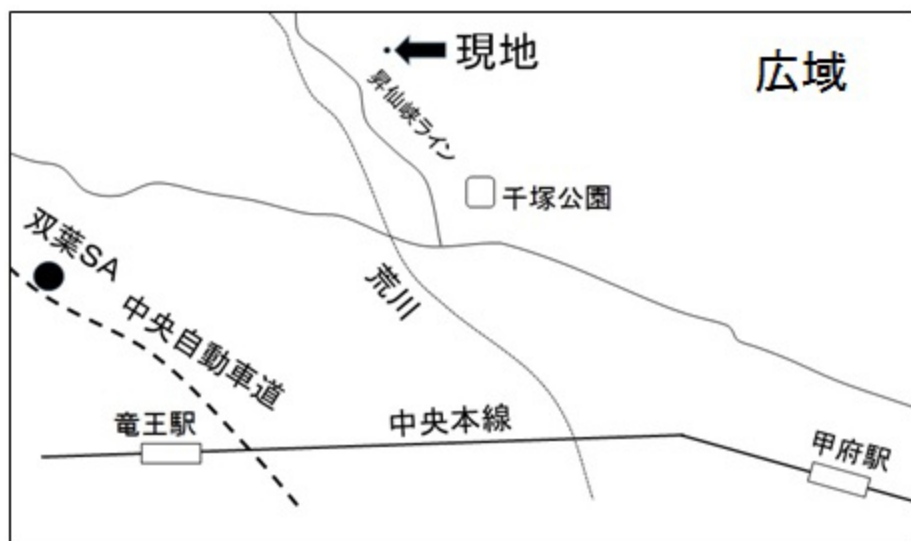 現地
広域
昇仙峡ライン
千塚公園
双葉SA
荒川
中央自動車道
竜王駅
中央本線
甲府駅